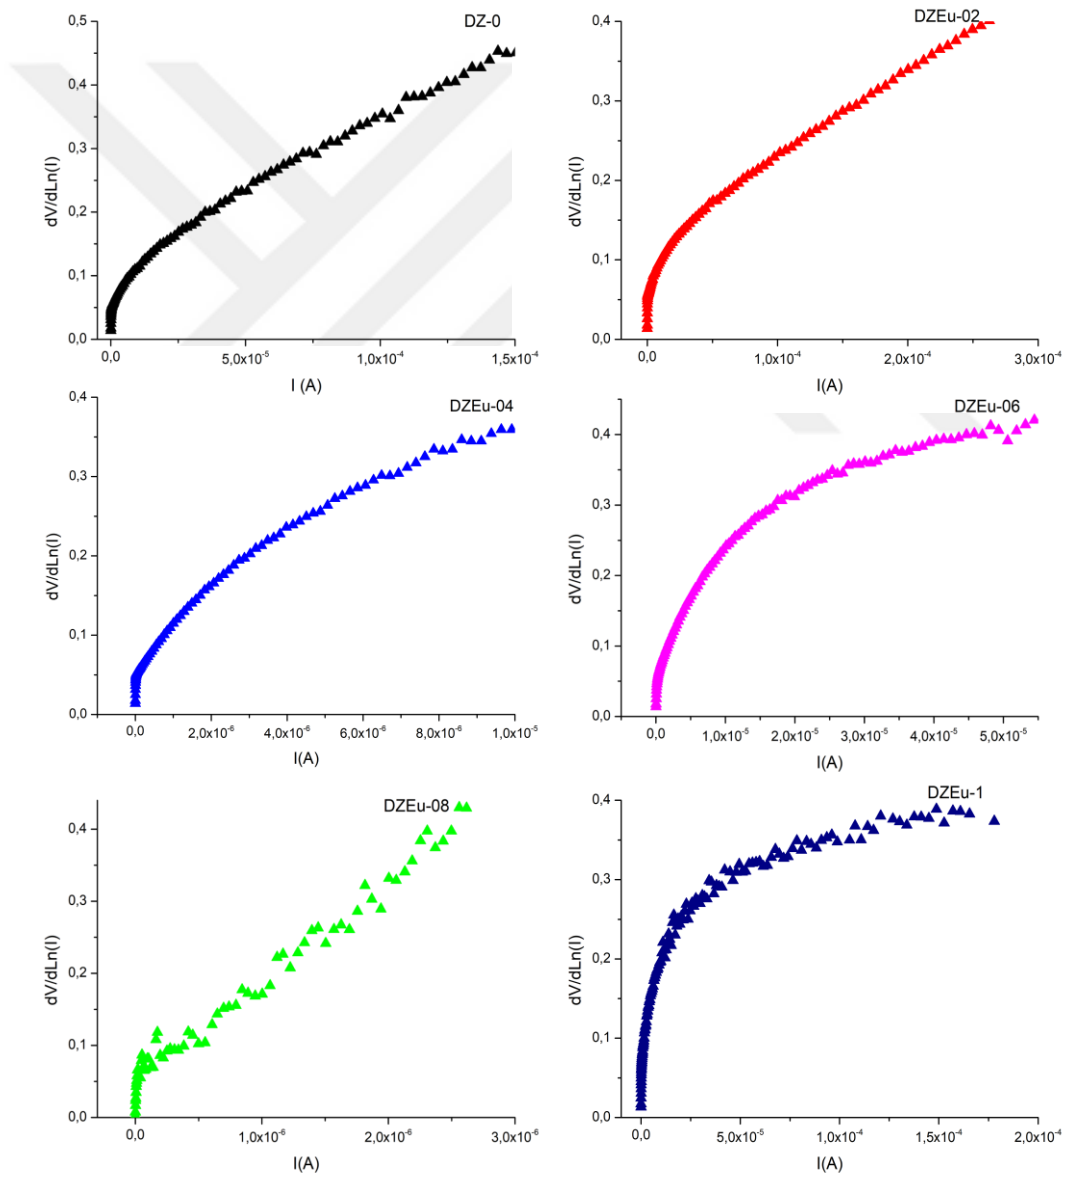 DZ-0
0,5
0,4
0,3
0,2
0,1
0,0
dV/dLn(I)
0,0 5,0x10⁻⁵ 1,0x10⁻⁴ 1,5x10⁻⁴
I (A)
DZEu-02
0,4
0,3
0,2
0,1
0,0
dV/dLn(I)
0,0 1,0x10⁻⁴ 2,0x10⁻⁴ 3,0x10⁻⁴
I(A)
DZEu-04
0,4
0,3
0,2
0,1
0,0
dV/dLn(I)
0,0 2,0x10⁻⁶ 4,0x10⁻⁶ 6,0x10⁻⁶ 8,0x10⁻⁶ 1,0x10⁻⁵
I(A)
DZEu-06
0,4
0,3
0,2
0,1
0,0
dV/dLn(I)
0,0 1,0x10⁻⁵ 2,0x10⁻⁵ 3,0x10⁻⁵ 4,0x10⁻⁵ 5,0x10⁻⁵
I(A)
DZEu-08
0,4
0,3
0,2
0,1
0,0
dV/dLn(I)
0,0 1,0x10⁻⁶ 2,0x10⁻⁶ 3,0x10⁻⁶
I(A)
DZEu-1
0,4
0,3
0,2
0,1
0,0
dV/dLn(I)
0,0 5,0x10⁻⁵ 1,0x10⁻⁴ 1,5x10⁻⁴ 2,0x10⁻⁴
I(A)